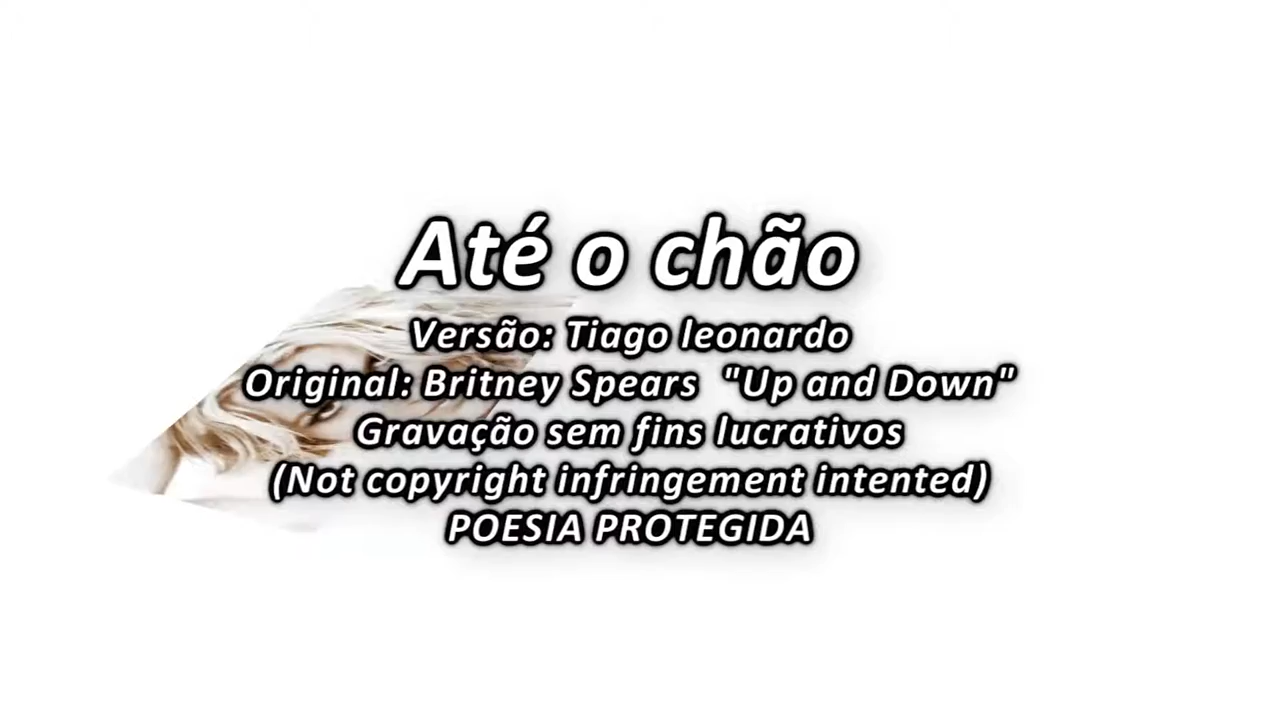 Até o chão
Versão: Tiago leonardo
Original: Britney Spears "Up and Down"
Gravação sem fins lucrativos
(Not copyright infringement intented)
POESIA PROTEGIDA